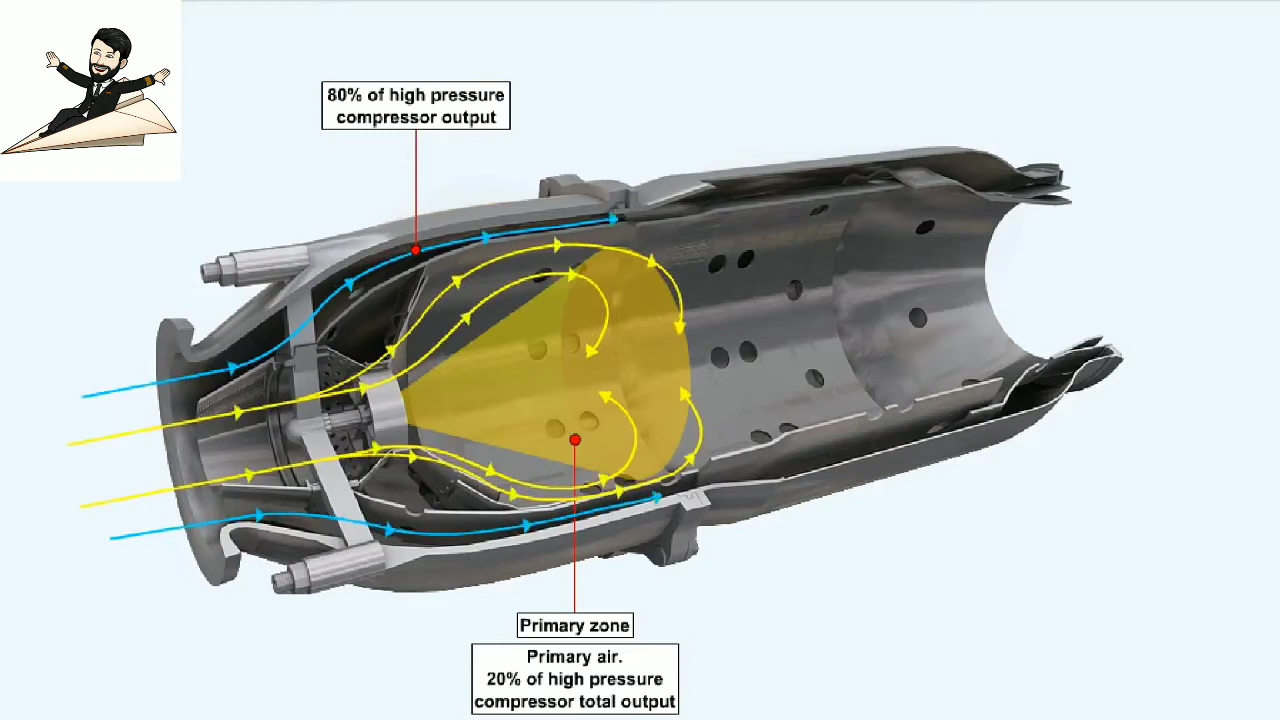 80% of high pressure
compressor output
Primary zone
Primary air.
20% of high pressure
compressor total output